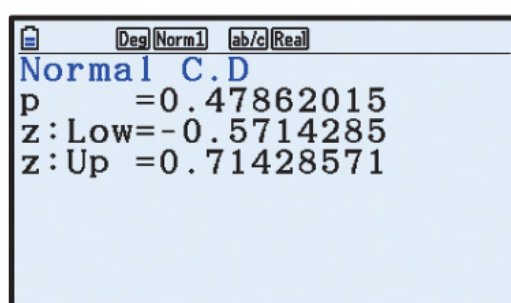 Deg Norm1 ab/c Real
Normal C.D
p =0.47862015
z:Low=-0.5714285
z:Up =0.71428571